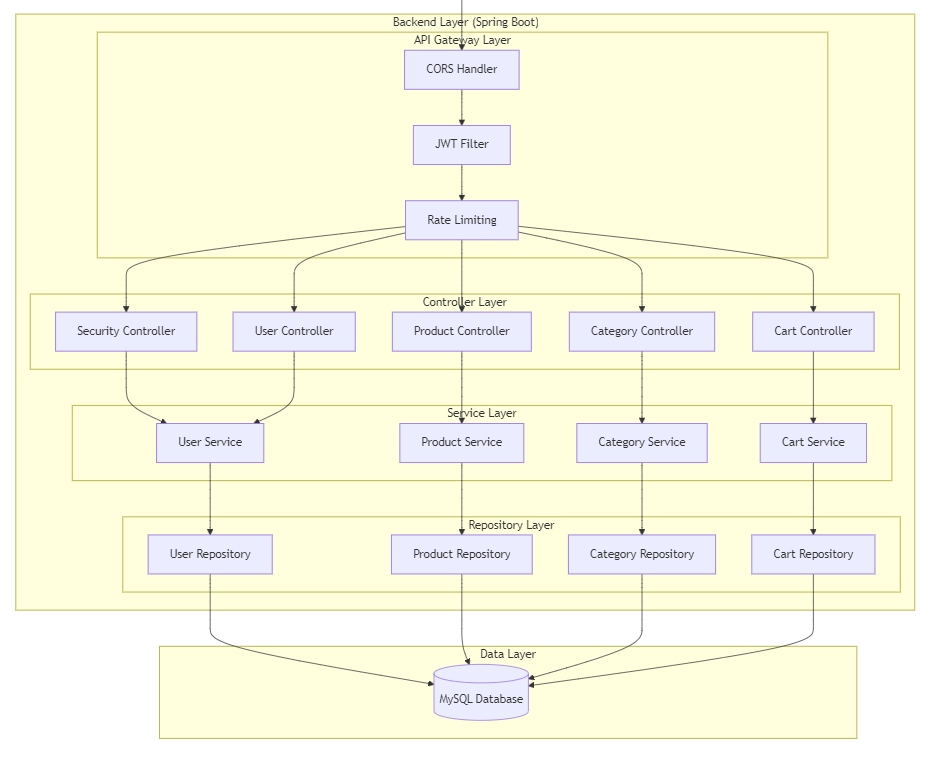 Backend Layer (Spring Boot)
API Gateway Layer
CORS Handler
JWT Filter
Rate Limiting
Controller Layer
Security Controller
User Controller
Product Controller
Category Controller
Cart Controller
Service Layer
User Service
Product Service
Category Service
Cart Service
Repository Layer
User Repository
Product Repository
Category Repository
Cart Repository
Data Layer
MySQL Database